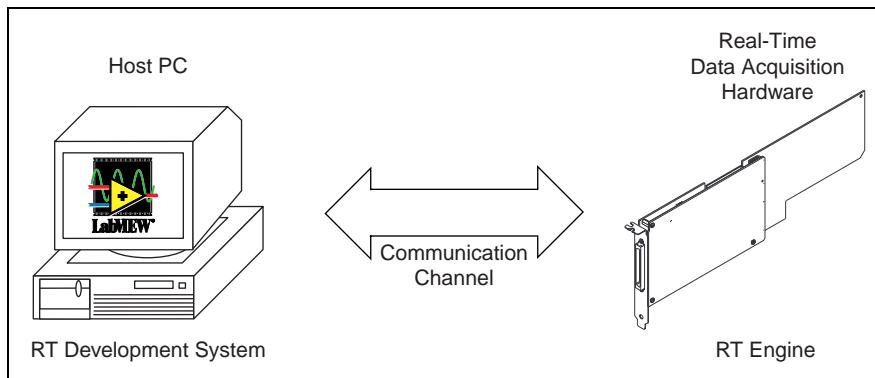 Host PC
Real-Time
Data Acquisition
Hardware
LabVIEW
Communication
Channel
RT Development System
RT Engine